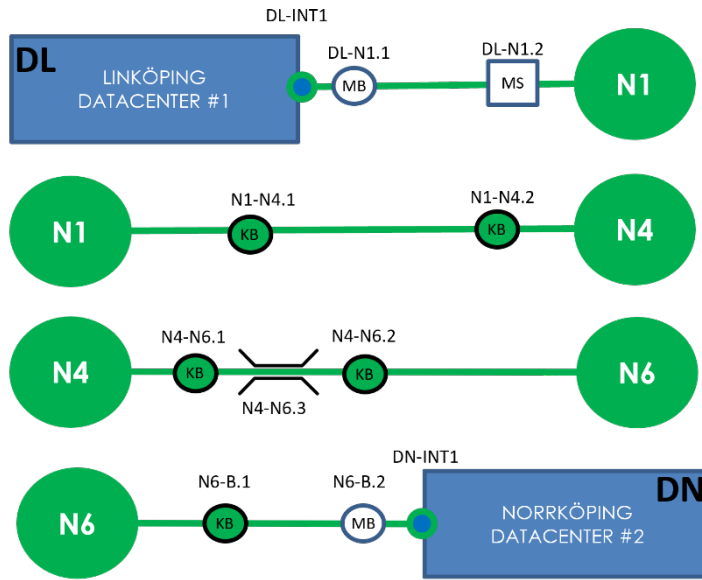 DL-INT1
DL
LINKÖPING
DATACENTER #1
DL-N1.1
MB
DL-N1.2
MS
N1
N1
N1-N4.1
KB
N1-N4.2
KB
N4
N4
N4-N6.1
KB
N4-N6.3
N4-N6.2
KB
N6
N6
N6-B.1
KB
N6-B.2
MB
DN-INT1
DN
NORRKÖPING
DATACENTER #2